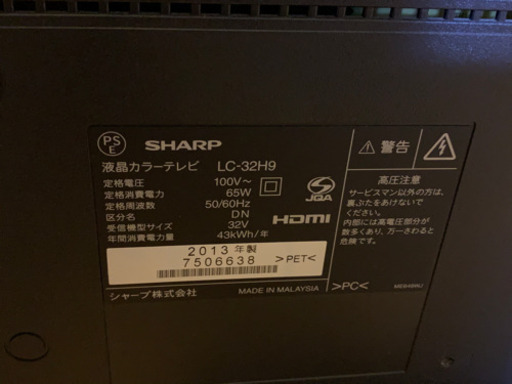 PS
E
SHARP
液晶カラーテレビ LC-32H9
定格電圧 100V～
定格消費電力 65W
定格周波数 50/60Hz
区分名 DN
受信機型サイズ 32V
年間消費電力量 43kWh/年
JQA
HDMI
2013年製
7506638 >PET<
シャープ株式会社 MADE IN MALAYSIA
警告
高圧注意
サービスマン以外の方は、
裏ぶたをあけないでくだ
さい。
内部には高電圧部分が
数多くあり、万一さわると
危険です。
>PC<